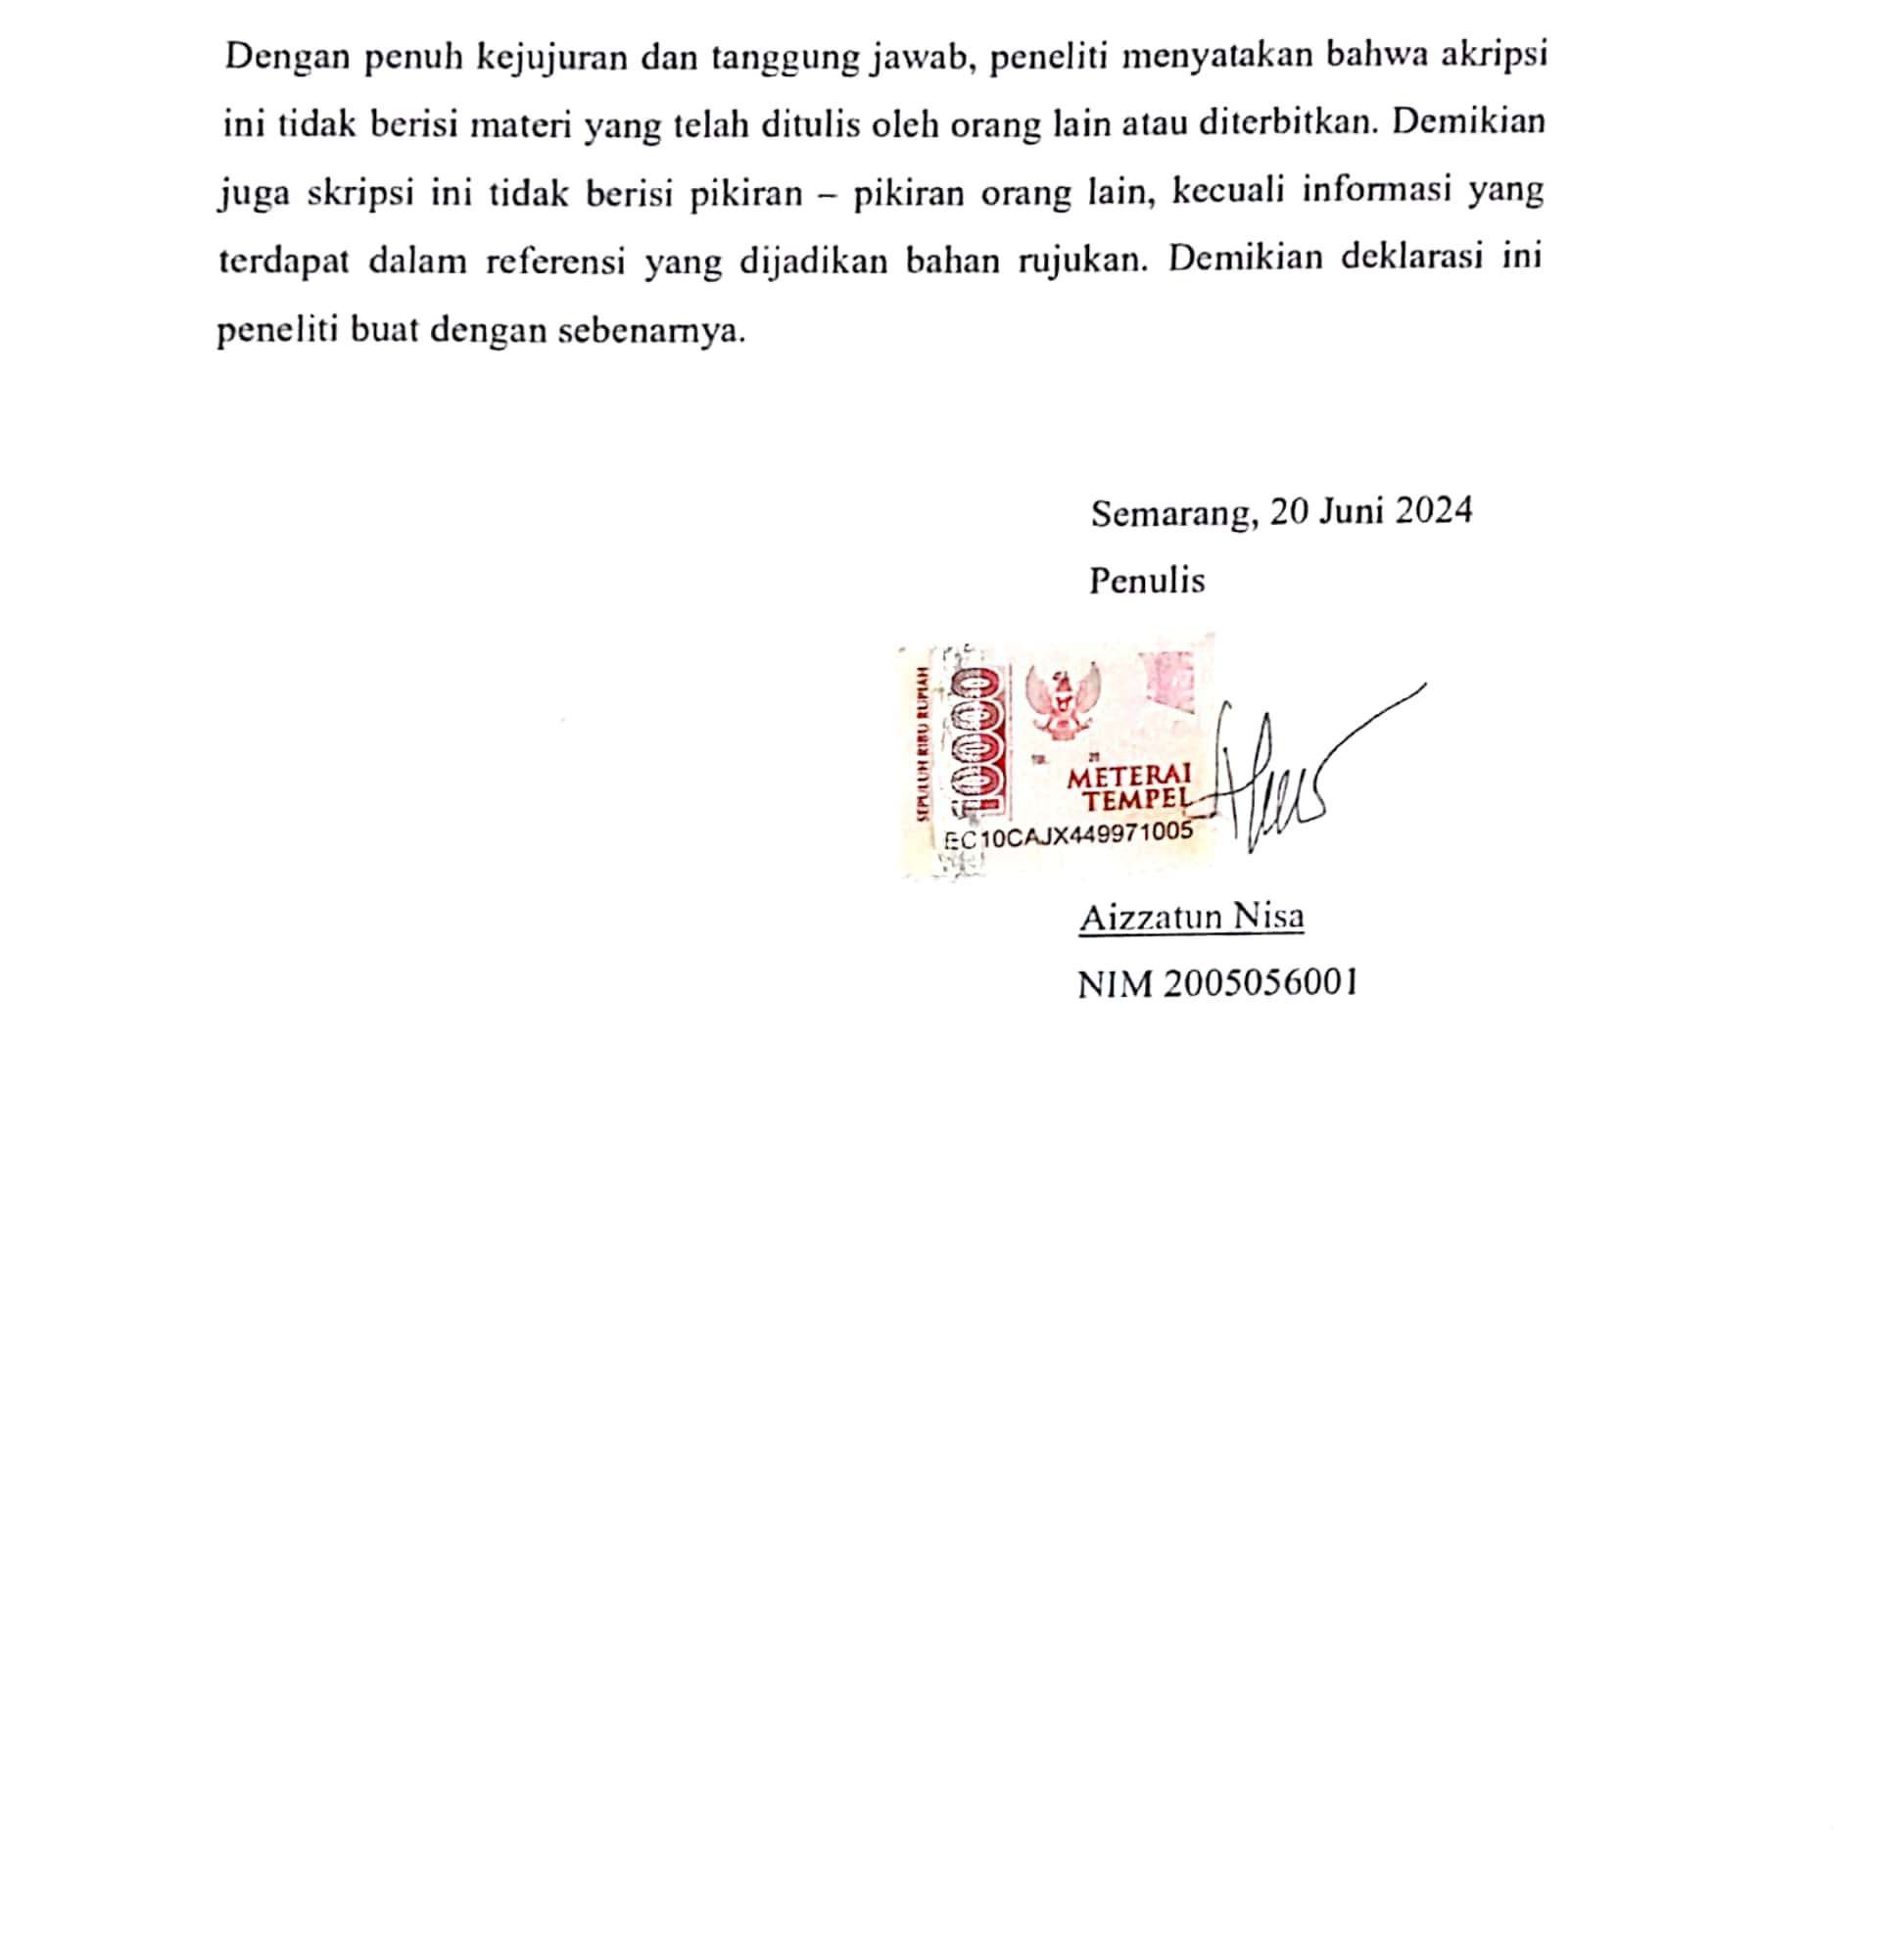 Dengan penuh kejujuran dan tanggung jawab, peneliti menyatakan bahwa akripsi
ini tidak berisi materi yang telah ditulis oleh orang lain atau diterbitkan. Demikian
juga skripsi ini tidak berisi pikiran – pikiran orang lain, kecuali informasi yang
terdapat dalam referensi yang dijadikan bahan rujukan. Demikian deklarasi ini
peneliti buat dengan sebenarnya.
Semarang, 20 Juni 2024
Penulis
SEPULUH RIBU RUPIAH
10000
METERAI
TEMPEL
EC10CAJX449971005
Aizzatun Nisa
NIM 2005056001